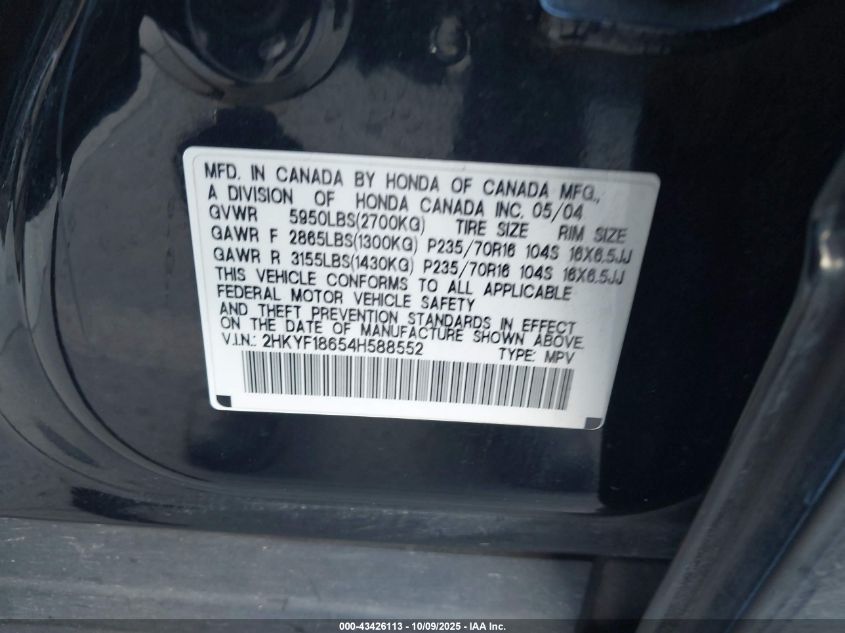 MFD. IN CANADA BY HONDA OF CANADA MFG.,
A DIVISION OF HONDA CANADA INC. 05/04
GVWR 5950LBS(2700KG) TIRE SIZE RIM SIZE
GAWR F 2865LBS(1300KG) P235/70R16 104S 16X6.5JJ
GAWR R 3155LBS(1430KG) P235/70R16 104S 16X6.5JJ
THIS VEHICLE CONFORMS TO ALL APPLICABLE
FEDERAL MOTOR VEHICLE SAFETY
AND THEFT PREVENTION STANDARDS IN EFFECT
ON THE DATE OF MANUFACTURE SHOWN ABOVE.
V.I.N.: 2HKYF18654H588552 TYPE: MPV
000-43426113 - 10/09/2025 - IAA Inc.